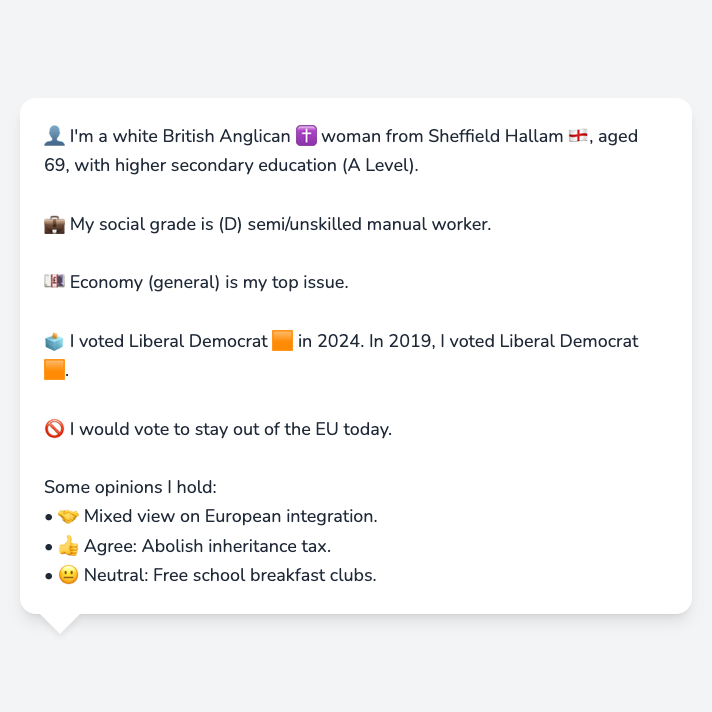 👤 I'm a white British Anglican ✝️ woman from Sheffield Hallam 🏴󠁧󠁢󠁥󠁮󠁧󠁿, aged
69, with higher secondary education (A Level).
💼 My social grade is (D) semi/unskilled manual worker.
💷 Economy (general) is my top issue.
🗳️ I voted Liberal Democrat 🟧 in 2024. In 2019, I voted Liberal Democrat
🟧.
🚫 I would vote to stay out of the EU today.
Some opinions I hold:
• 🤝 Mixed view on European integration.
• 👍 Agree: Abolish inheritance tax.
• 😐 Neutral: Free school breakfast clubs.